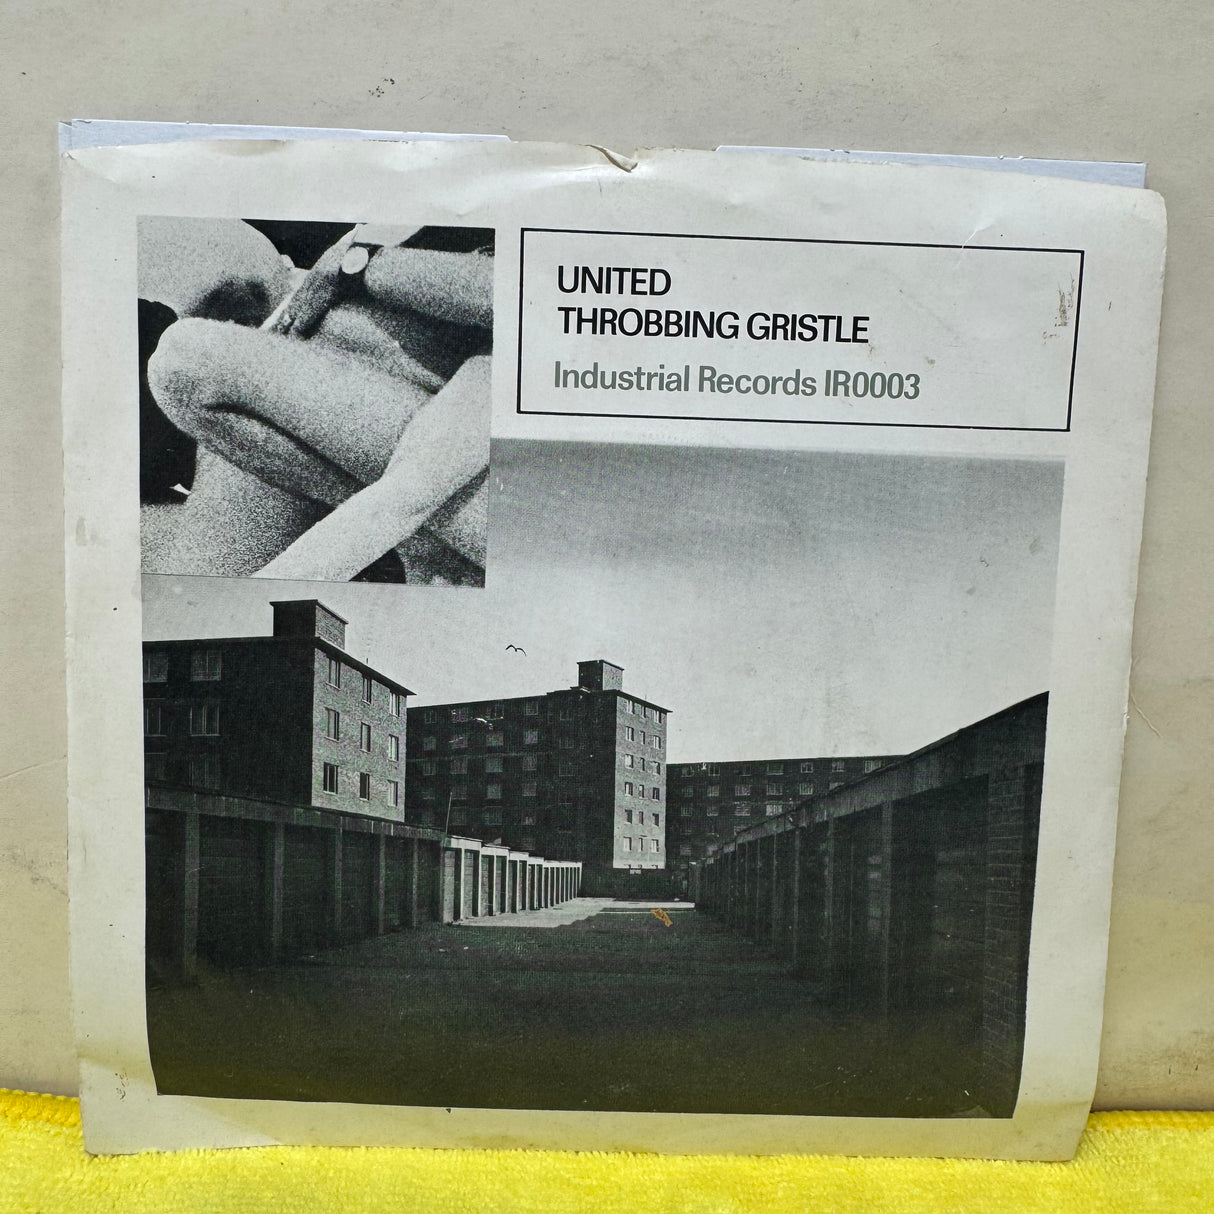 UNITED
THROBBING GRISTLE
Industrial Records IR0003